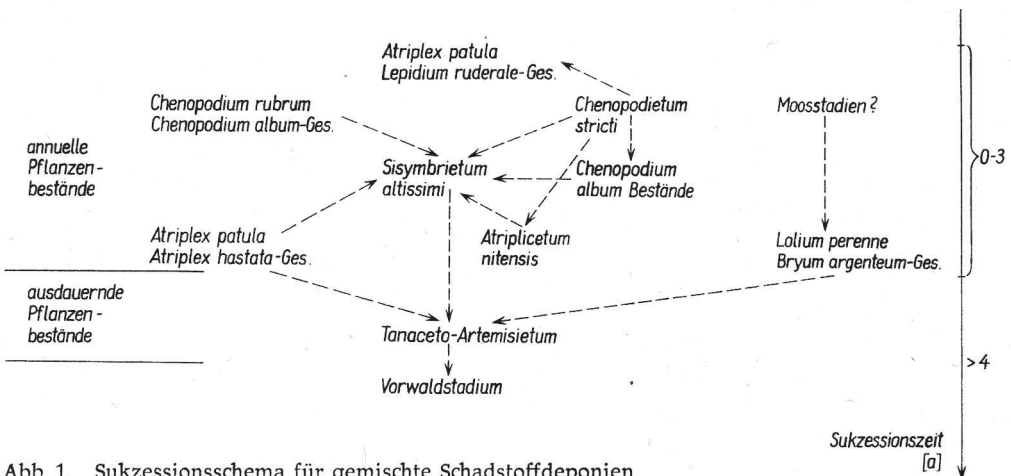 Atriplex patula
Lepidium ruderale-Ges.
Chenopodium rubrum
Chenopodium album-Ges.
Chenopodietum
stricti
Moosstadien?
annuelle
Pflanzen-
bestände
Sisymbrietum
altissimi
Chenopodium
album Bestände
0-3
Atriplex patula
Atriplex hastata-Ges.
Atriplicetum
nitensis
Lolium perenne
Bryum argenteum-Ges.
ausdauernde
Pflanzen-
bestände
Tanaceto-Artemisietum
>4
Vorwaldstadium
Sukzessionszeit
[a]
Abb. 1. Sukzessionsschema für gemischte Schadstoffdeponien